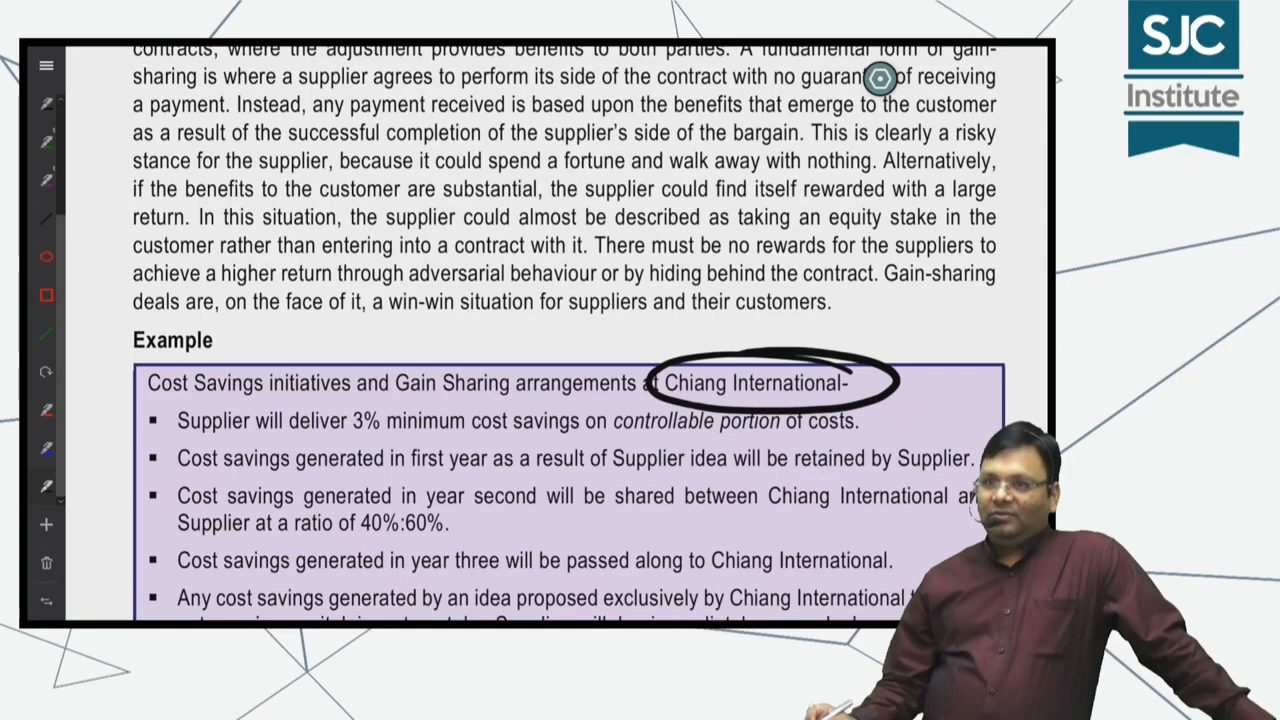 SJC
Institute
contracts, where the adjustment provides benefits to both parties. A fundamental form of gain-
sharing is where a supplier agrees to perform its side of the contract with no of receiving
a payment. Instead, any payment received is based upon the benefits that emerge to the customer
as a result of the successful completion of the supplier's side of the bargain. This is clearly a risky
stance for the supplier, because it could spend a fortune and walk away with nothing. Alternatively,
if the benefits to the customer are substantial, the supplier could find itself rewarded with a large
return. In this situation, the supplier could almost be described as taking an equity stake in the
customer rather than entering into a contract with it. There must be no rewards for the suppliers to
achieve a higher return through adversarial behaviour or by hiding behind the contract. Gain-sharing
deals are, on the face of it, a win-win situation for suppliers and their customers.
Example
Cost Savings initiatives and Gain Sharing arrangements at Chiang International-
▪ Supplier will deliver 3% minimum cost savings on controllable portion of costs.
▪ Cost savings generated in first year as a result of Supplier idea will be retained by Supplier.
▪ Cost savings generated in year second will be shared between Chiang International
Supplier at a ratio of 40%:60%.
▪ Cost savings generated in year three will be passed along to Chiang International.
▪ Any cost savings generated by an idea proposed exclusively by Chiang International